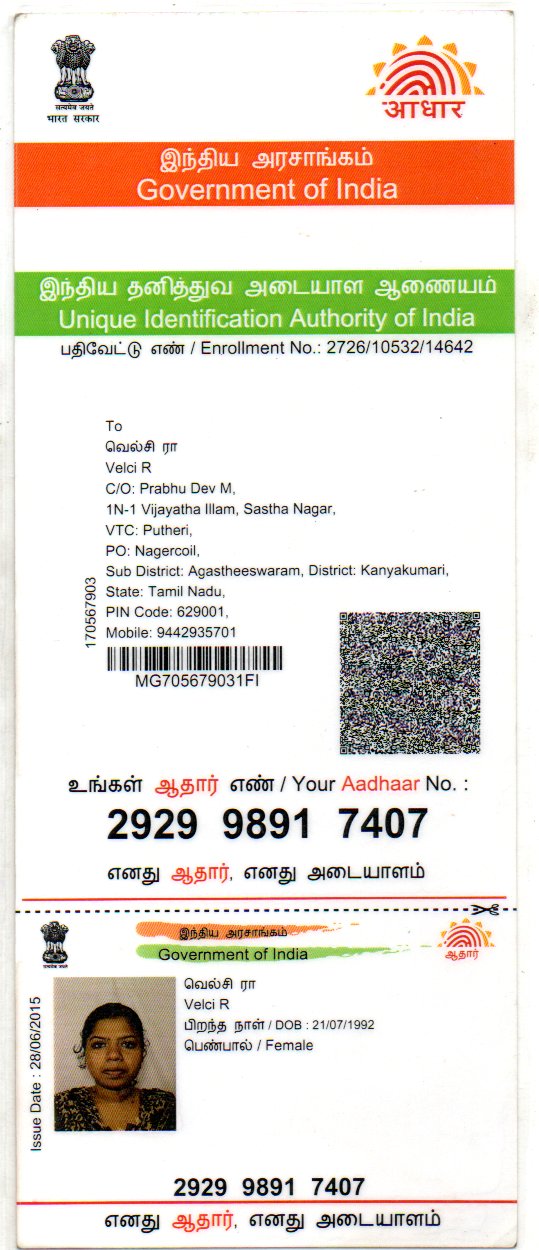 सत्यमेव जयते
भारत सरकार
आधार
இந்திய அரசாங்கம்
Government of India
இந்திய தனித்துவ அடையாள ஆணையம்
Unique Identification Authority of India
பதிவேட்டு எண் / Enrollment No.: 2726/10532/14642
To
வெல்சி ரா
Velci R
C/O: Prabhu Dev M,
1N-1 Vijayatha Illam, Sastha Nagar,
VTC: Putheri,
PO: Nagercoil,
Sub District: Agastheeswaram, District: Kanyakumari,
State: Tamil Nadu,
PIN Code: 629001,
Mobile: 9442935701
170567903
MG705679031FI
உங்கள் ஆதார் எண் / Your Aadhaar No. :
2929 9891 7407
எனது ஆதார், எனது அடையாளம்
இந்திய அரசாங்கம்
Government of India
ஆதார்
Issue Date : 28/06/2015
வெல்சி ரா
Velci R
பிறந்த நாள் / DOB : 21/07/1992
பெண்பால் / Female
2929 9891 7407
எனது ஆதார், எனது அடையாளம்